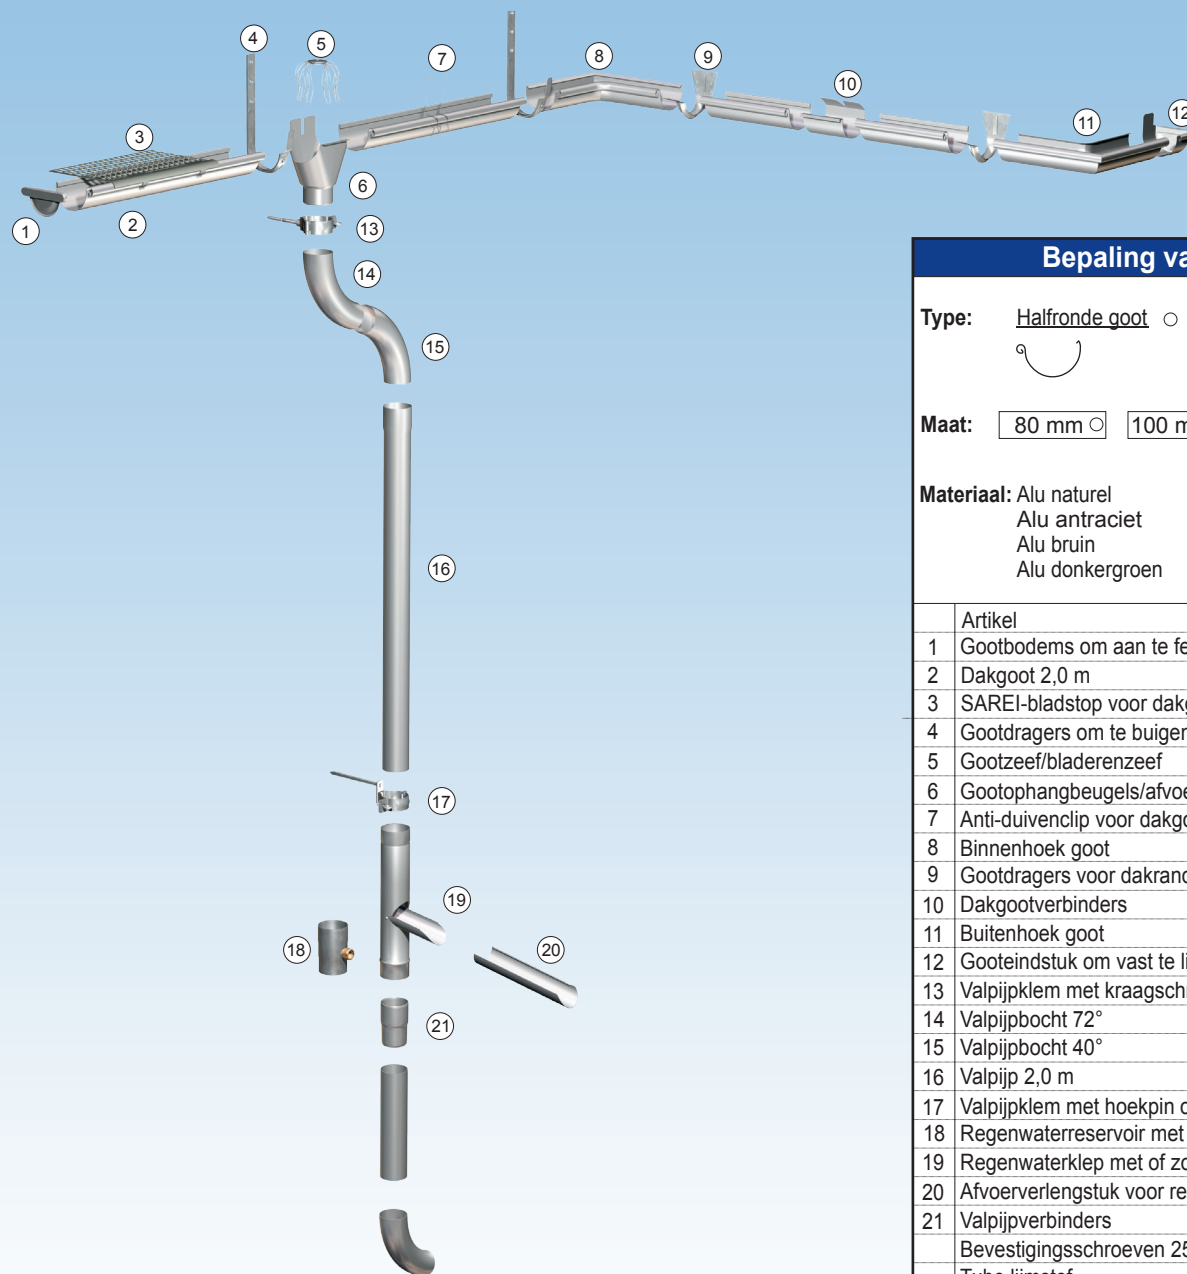 4
5
7
8
9
10
11
12
3
6
1
2
13
14
15
16
17
18
19
20
21
Bepaling va
Type: Halfronde goot
Maat: 80 mm 100 m
Materiaal: Alu naturel
Alu antraciet
Alu bruin
Alu donkergroen
Artikel
1 Gootbodems om aan te fe
2 Dakgoot 2,0 m
3 SAREI-bladstop voor dakg
4 Gootdragers om te buigen
5 Gootzeef/bladerenzeef
6 Gootophangbeugels/afvoe
7 Anti-duivenclip voor dakgo
8 Binnenhoek goot
9 Gootdragers voor dakrand
10 Dakgootverbinders
11 Buitenhoek goot
12 Gooteindstuk om vast te li
13 Valpijpklem met kraagschr
14 Valpijpbocht 72°
15 Valpijpbocht 40°
16 Valpijp 2,0 m
17 Valpijpklem met hoekpin o
18 Regenwaterreservoir met
19 Regenwaterklep met of zo
20 Afvoerverlengstuk voor re
21 Valpijpverbinders
Bevestigingsschroeven 25
Tube lijmstof